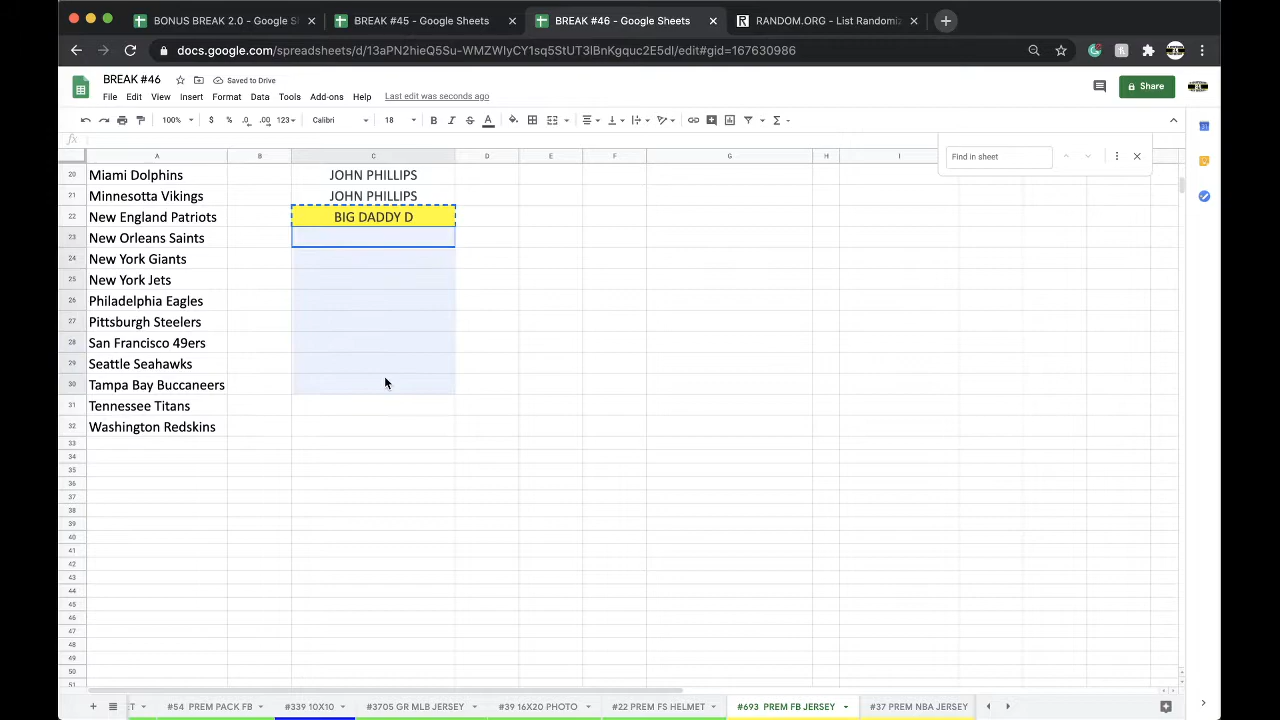 BONUS BREAK 2.0 - Google S
BREAK #45 - Google Sheets
BREAK #46 - Google Sheets
RANDOM.ORG - List Randomiz
docs.google.com/spreadsheets/d/13aPN2hieQ5Su-WMZWIyCY1sq5StUT3IBnKgquc2E5dI/edit#gid=167630986
BREAK #46
Saved to Drive
File Edit View Insert Format Data Tools Add-ons Help Last edit was seconds ago
Share
100% $ % .0 .00 123 Calibri 18 B I S A
fx
Find in sheet
A B C D E F G H I
20 Miami Dolphins JOHN PHILLIPS
21 Minnesotta Vikings JOHN PHILLIPS
22 New England Patriots BIG DADDY D
23 New Orleans Saints
24 New York Giants
25 New York Jets
26 Philadelphia Eagles
27 Pittsburgh Steelers
28 San Francisco 49ers
29 Seattle Seahawks
30 Tampa Bay Buccaneers
31 Tennessee Titans
32 Washington Redskins
33
34
35
36
37
38
39
40
41
42
43
44
45
46
47
48
49
50
51
:T #54 PREM PACK FB #339 10X10 #370S GR MLB JERSEY #39 16X20 PHOTO #22 PREM FS HELMET #693 PREM FB JERSEY #37 PREM NBA JERSEY